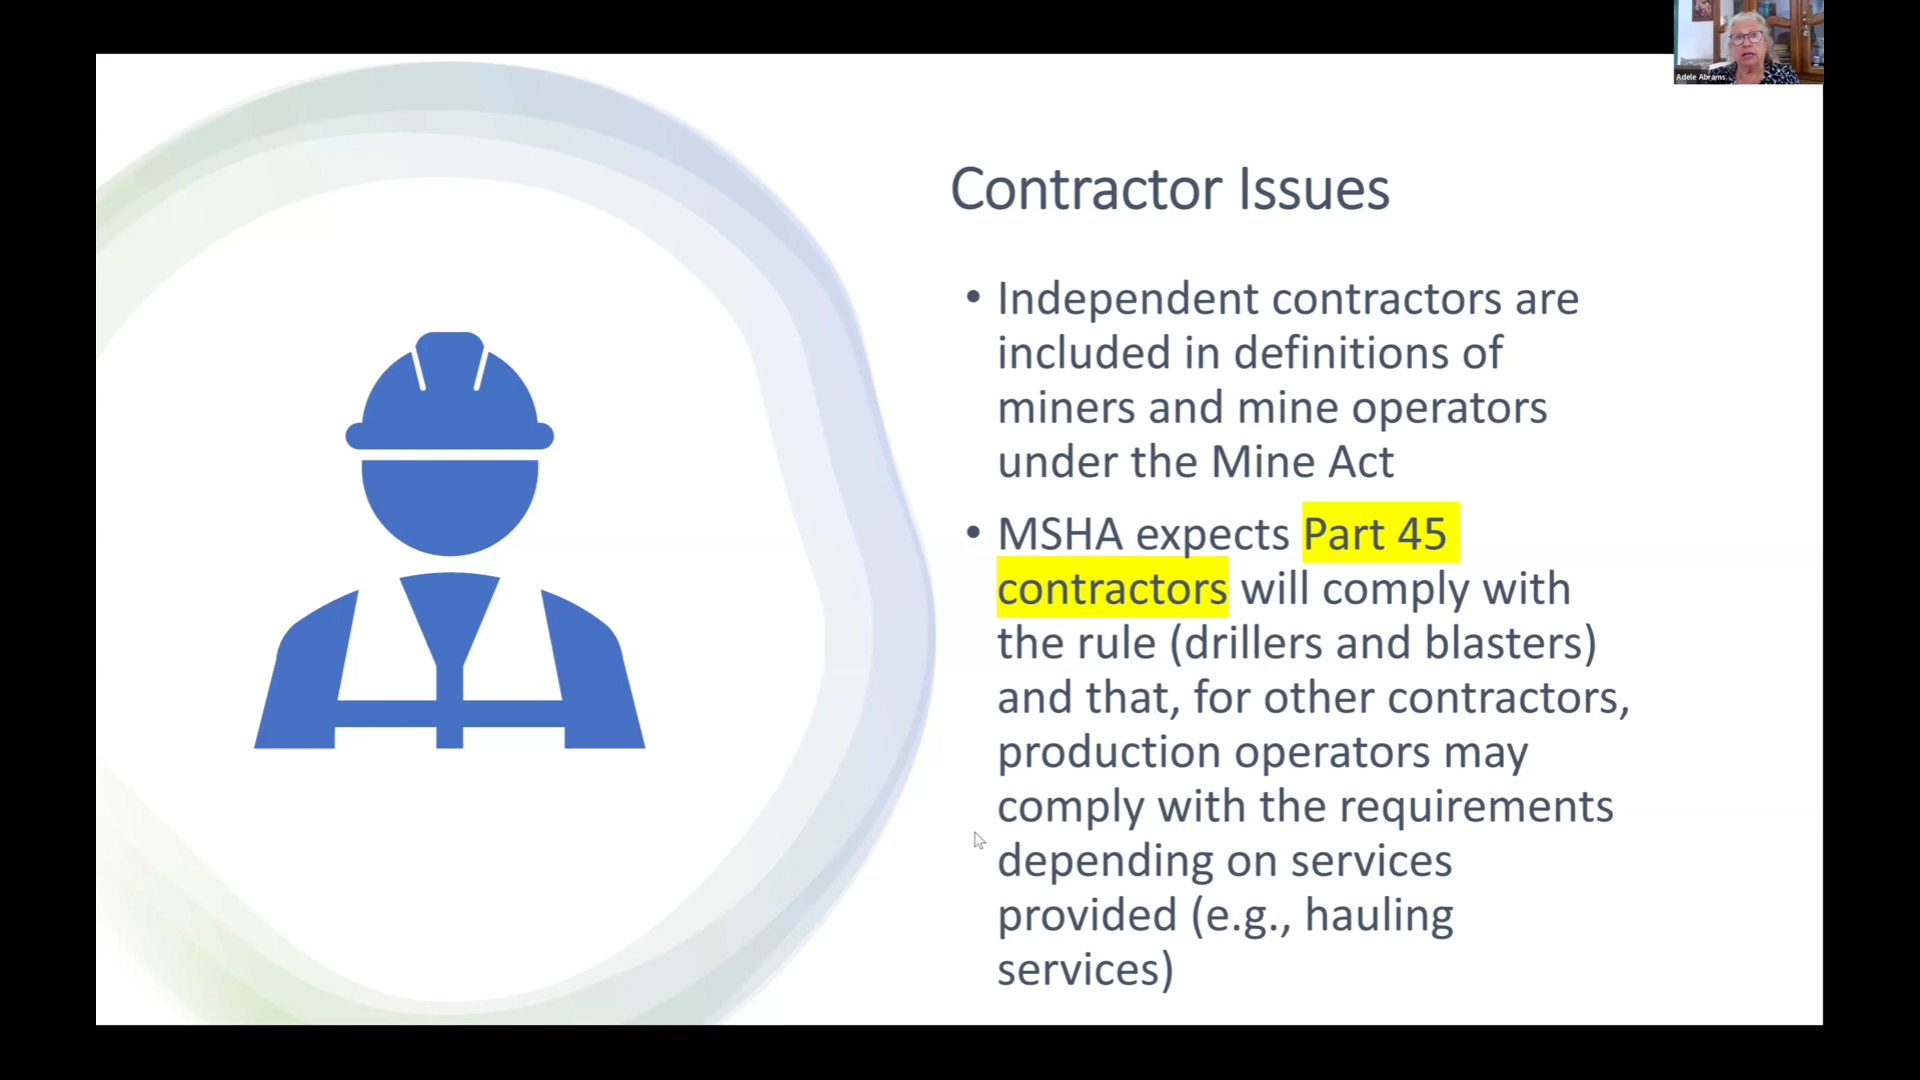 Adele Abrams
Contractor Issues
• Independent contractors are
included in definitions of
miners and mine operators
under the Mine Act
• MSHA expects Part 45
contractors will comply with
the rule (drillers and blasters)
and that, for other contractors,
production operators may
comply with the requirements
depending on services
provided (e.g., hauling
services)